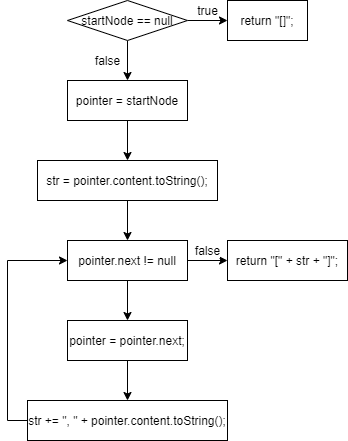 startNode == null
true
return "[]";
false
pointer = startNode
str = pointer.content.toString();
pointer.next != null
false
return "[" + str + "]";
pointer = pointer.next;
str += ", " + pointer.content.toString();